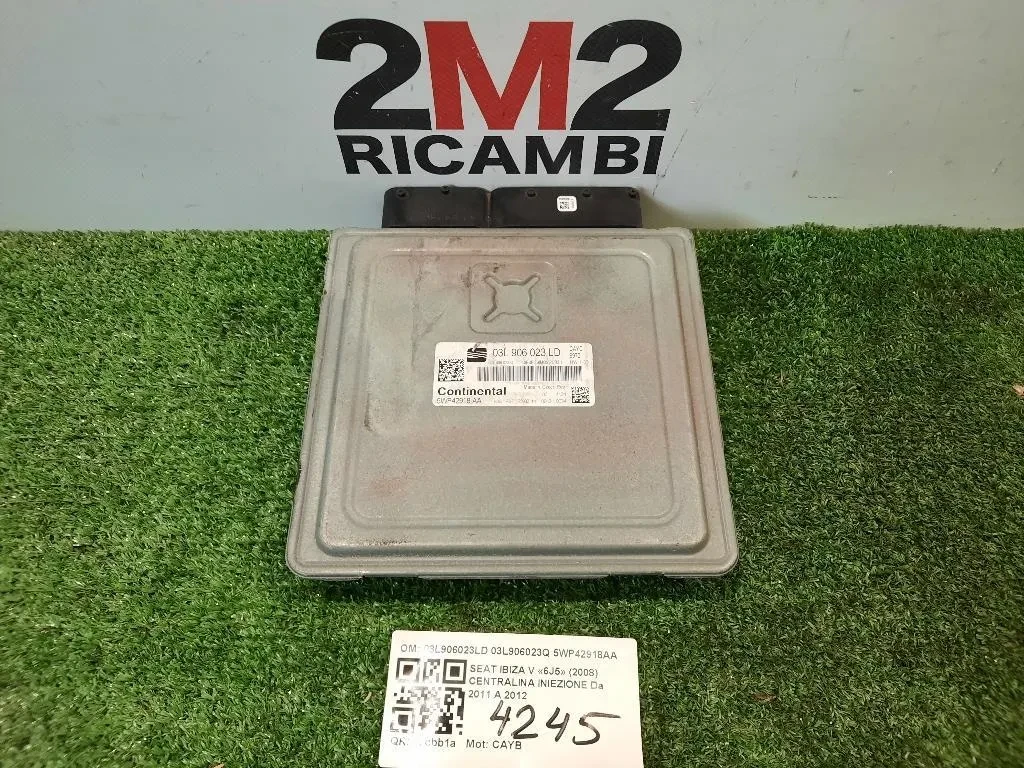 2M2
RICAMBI
03L 906 023 LD
Continental
5WP42918 AA
OM: 03L906023LD 03L906023Q 5WP42918AA
SEAT IBIZA V «6J5» (2008)
CENTRALINA INIEZIONE Da
2011 A 2012
4245
Mot: CAYB